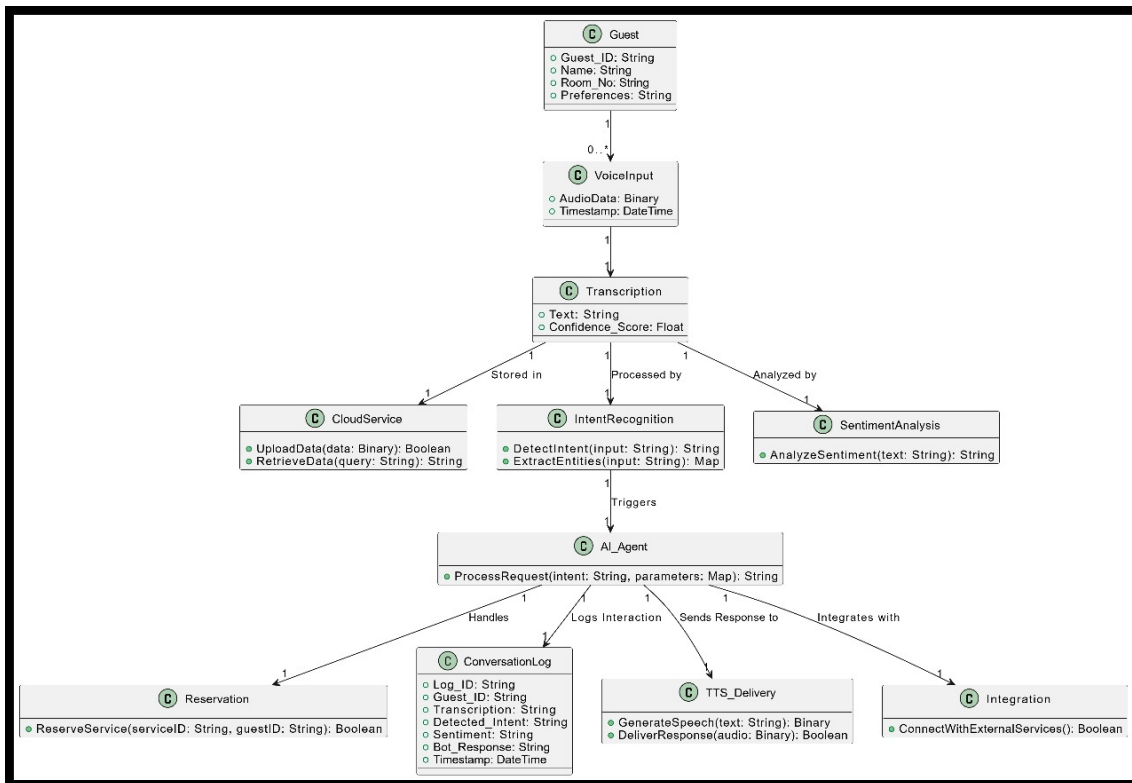 C Guest
Guest_ID: String
Name: String
Room_No: String
Preferences: String
1
0..*
C VoiceInput
AudioData: Binary
Timestamp: DateTime
1
1
C Transcription
Text: String
Confidence_Score: Float
1 1 1
Stored in Processed by Analyzed by
1 1 1
C CloudService
UploadData(data: Binary): Boolean
RetrieveData(query: String): String
C IntentRecognition
DetectIntent(input: String): String
ExtractEntities(input: String): Map
C SentimentAnalysis
AnalyzeSentiment(text: String): String
1
Triggers
1
C AI_Agent
ProcessRequest(intent: String, parameters: Map): String
1 1 1 1
Handles Logs Interaction Sends Response to Integrates with
1 1 1 1
C Reservation
ReserveService(serviceID: String, guestID: String): Boolean
C ConversationLog
Log_ID: String
Guest_ID: String
Transcription: String
Detected_Intent: String
Sentiment: String
Bot_Response: String
Timestamp: DateTime
C TTS_Delivery
GenerateSpeech(text: String): Binary
DeliverResponse(audio: Binary): Boolean
C Integration
ConnectWithExternalServices(): Boolean